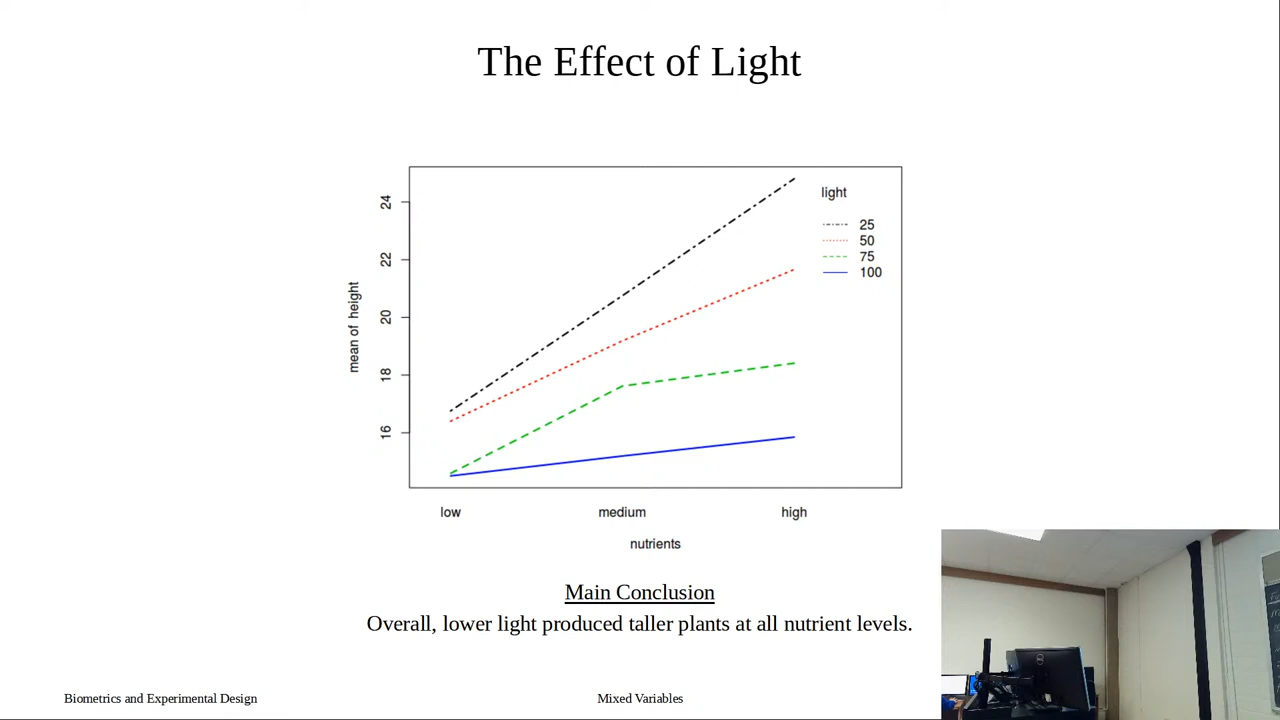 The Effect of Light
light
25
50
75
100
mean of height
24
22
20
18
16
low medium high
nutrients
Main Conclusion
Overall, lower light produced taller plants at all nutrient levels.
Biometrics and Experimental Design Mixed Variables